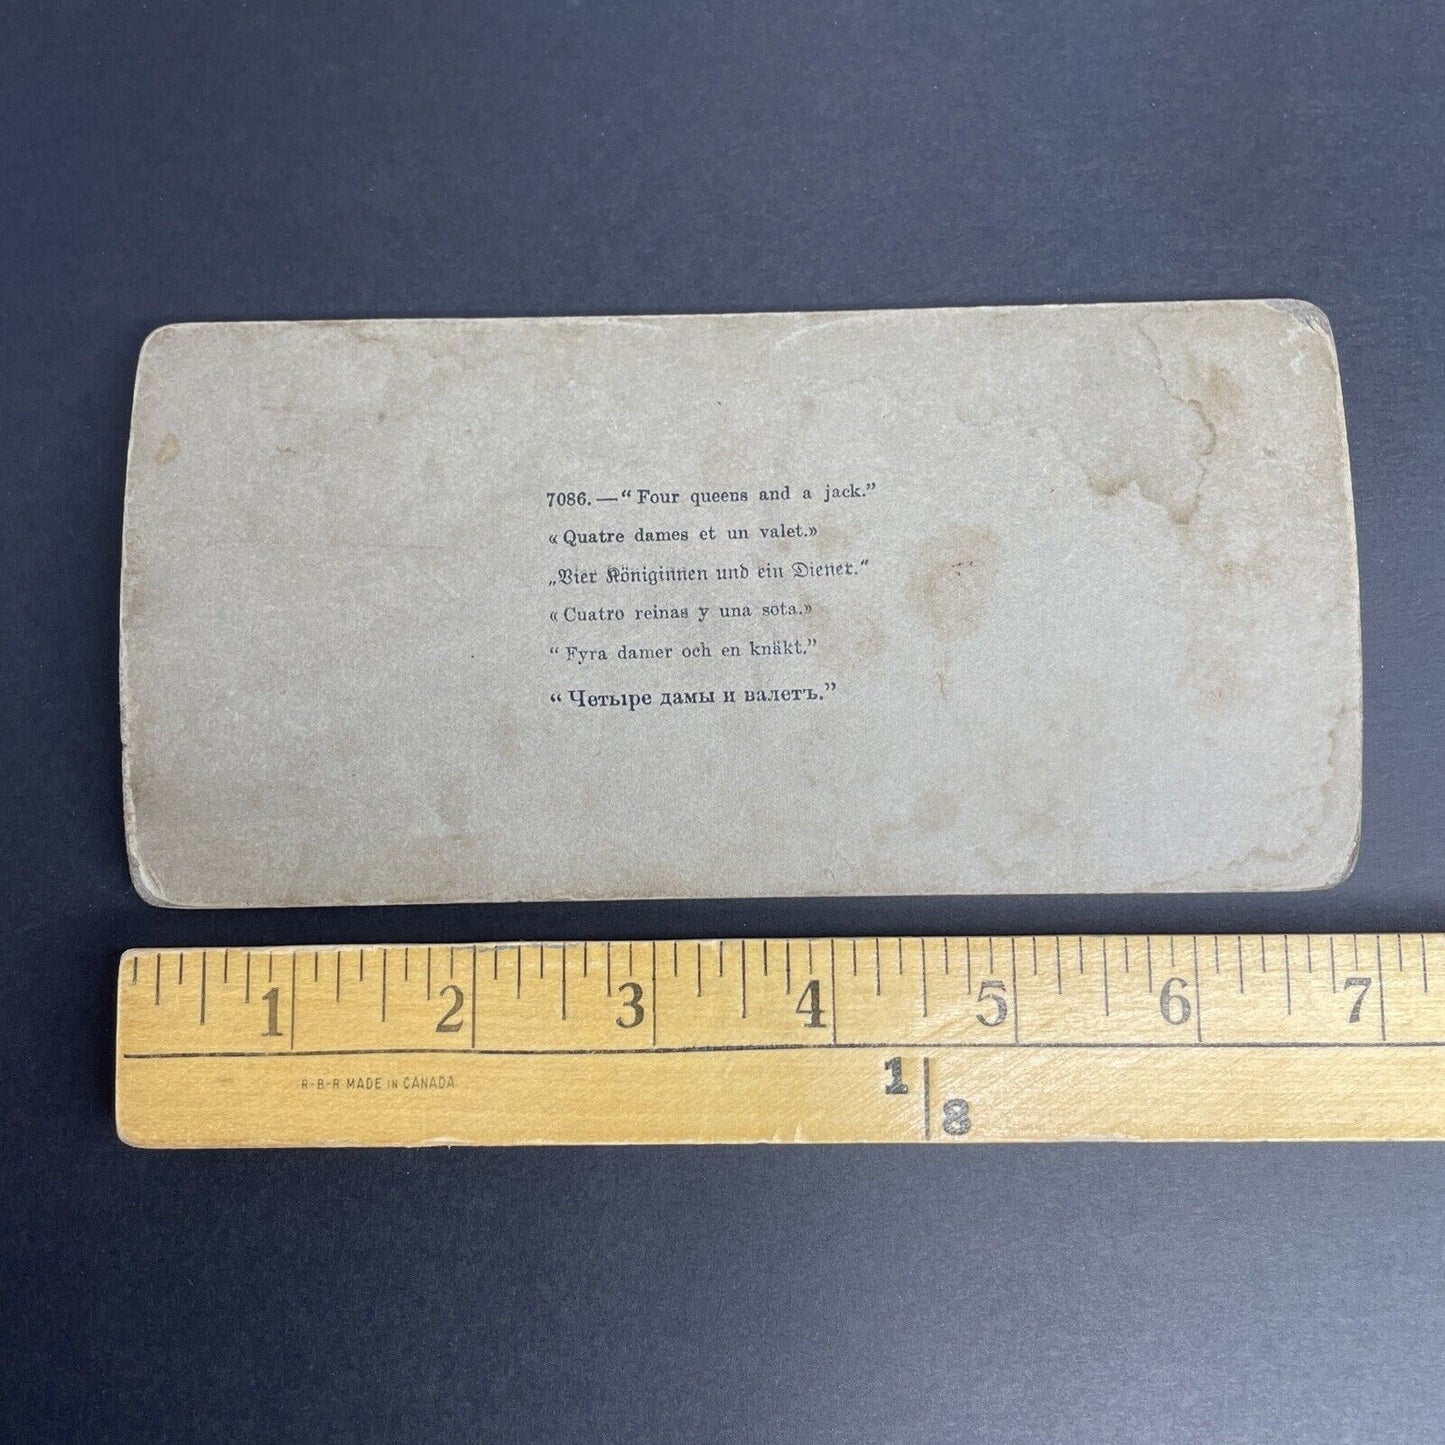 7086.—“Four queens and a jack.”
«Quatre dames et un valet.»
„Vier Königinnen und ein Diener.“
«Cuatro reinas y una sota.»
“Fyra damer och en knäkt.”
“Четыре дамы и валетъ.”
1 2 3 4 5 6 7
R-B-R MADE IN CANADA
1
8